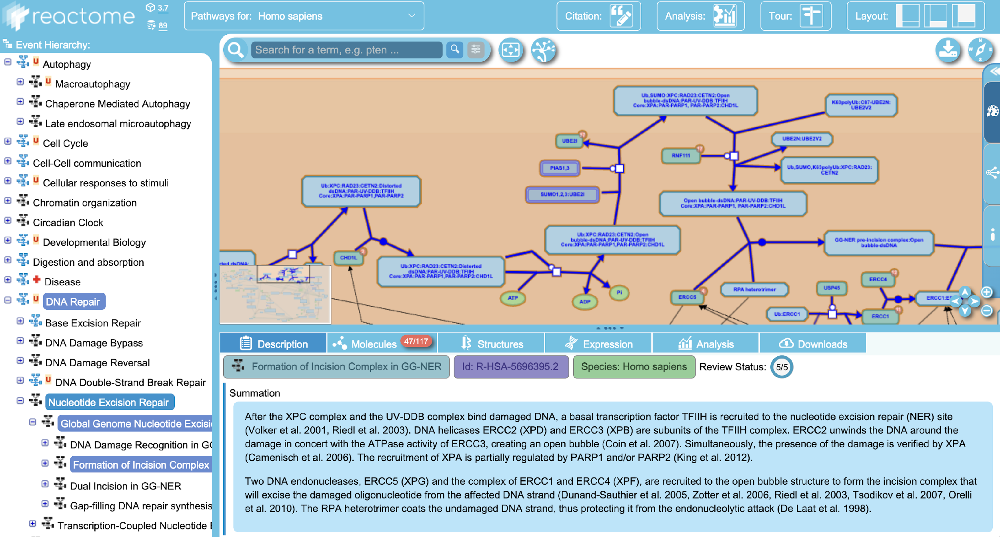 reactome
3.7
89
Pathways for: Homo sapiens
Citation:
Analysis:
Tour:
Layout:
Event Hierarchy:
U Autophagy
U Macroautophagy
Chaperone Mediated Autophagy
Late endosomal microautophagy
U Cell Cycle
Cell-Cell communication
U Cellular responses to stimuli
Chromatin organization
Circadian Clock
U Developmental Biology
Digestion and absorption
Disease
U DNA Repair
Base Excision Repair
DNA Damage Bypass
DNA Damage Reversal
U DNA Double-Strand Break Repair
Nucleotide Excision Repair
Global Genome Nucleotide Excisi
DNA Damage Recognition in G
Formation of Incision Complex
Dual Incision in GG-NER
Gap-filling DNA repair synthesis
Transcription-Coupled Nucleotide
Search for a term, e.g. pten ...
N
W E
S
Ub,SUMO:XPC:RAD23:CETN2:Open
bubble-dsDNA:PAR-UV-DDB:TFIIH
Core:XPA:PAR-PARP1, PAR-PARP2:CHD1L
K63polyUb:C87-UBE2N:
UBE2V2
UBE2I
97
UBE2N:UBE2V2
RNF111
17
PIAS1,3
Ub,SUMO,K63polyUb:XPC:RAD23:
CETN2
Ub:XPC:RAD23:CETN2:Distorted
dsDNA:PAR-UV-DDB:TFIIH
Core:XPA:PAR-PARP1,PAR-PARP2
SUMO1,2,3:UBE2I
Open bubble-dsDNA:PAR-UV-DDB:TFIIH
Core:XPA:PAR-PARP1, PAR-PARP2:CHD1L
Ub:XPC:RAD23:CETN2:Open
bubble-dsDNA:PAR-UV-DDB:TFIIH
Core:XPA:PAR-PARP1,PAR-PARP2:CHD1L
GG-NER pre-incision complex:Open
bubble-dsDNA
rted dsDNA:
CHD1L
2
Ub:XPC:RAD23:CETN2:Distorted
dsDNA:PAR-UV-DDB:TFIIH
Core:XPA:PAR-PARP1,PAR-PARP2:CHD1L
ATP
ADP
Pi
ERCC5
4
RPA heterotrimer
USP45
ERCC4
12
ERCC1:E
Ub:ERCC1
ERCC1
11
Description
Molecules 47/117
Structures
Expression
Analysis
Downloads
Formation of Incision Complex in GG-NER
Id: R-HSA-5696395.2
Species: Homo sapiens
Review Status: 5/5
Summation
After the XPC complex and the UV-DDB complex bind damaged DNA, a basal transcription factor TFIIH is recruited to the nucleotide excision repair (NER) site
(Volker et al. 2001, Riedl et al. 2003). DNA helicases ERCC2 (XPD) and ERCC3 (XPB) are subunits of the TFIIH complex. ERCC2 unwinds the DNA around the
damage in concert with the ATPase activity of ERCC3, creating an open bubble (Coin et al. 2007). Simultaneously, the presence of the damage is verified by XPA
(Camenisch et al. 2006). The recruitment of XPA is partially regulated by PARP1 and/or PARP2 (King et al. 2012).
Two DNA endonucleases, ERCC5 (XPG) and the complex of ERCC1 and ERCC4 (XPF), are recruited to the open bubble structure to form the incision complex that
will excise the damaged oligonucleotide from the affected DNA strand (Dunand-Sauthier et al. 2005, Zotter et al. 2006, Riedl et al. 2003, Tsodikov et al. 2007, Orelli
et al. 2010). The RPA heterotrimer coats the undamaged DNA strand, thus protecting it from the endonucleolytic attack (De Laat et al. 1998).